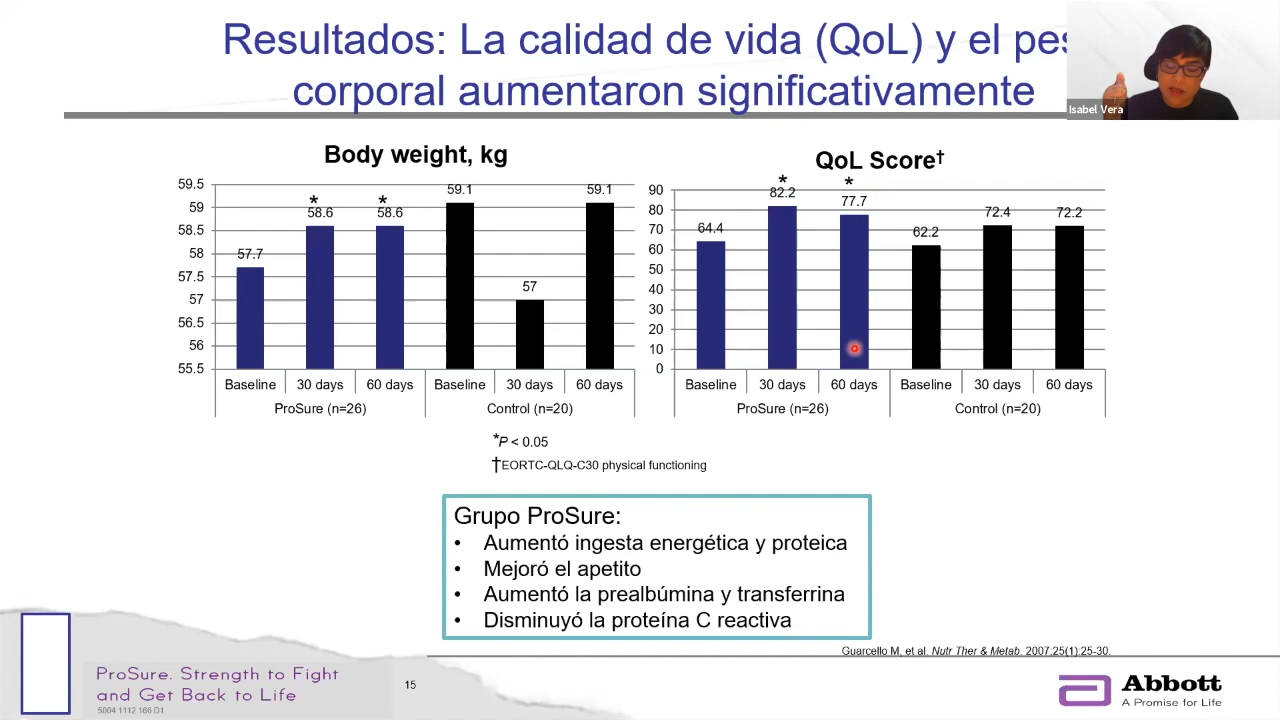 Resultados: La calidad de vida (QoL) y el pes
corporal aumentaron significativamente
Isabel Vera
Body weight, kg
59.5
59
58.5
58
57.5
57
56.5
56
55.5
57.7
*
58.6
*
58.6
59.1
57
59.1
Baseline 30 days 60 days Baseline 30 days 60 days
ProSure (n=26) Control (n=20)
QoL Score†
90
80
70
60
50
40
30
20
10
0
64.4
*
82.2
*
77.7
62.2
72.4
72.2
Baseline 30 days 60 days Baseline 30 days 60 days
ProSure (n=26) Control (n=20)
*P < 0.05
†EORTC-QLQ-C30 physical functioning
Grupo ProSure:
• Aumentó ingesta energética y proteica
• Mejoró el apetito
• Aumentó la prealbúmina y transferrina
• Disminuyó la proteína C reactiva
Guarcello M, et al. Nutr Ther & Metab. 2007;25(1):25-30.
ProSure. Strength to Fight
and Get Back to Life
5004 1112 166 D1
15
Abbott
A Promise for Life